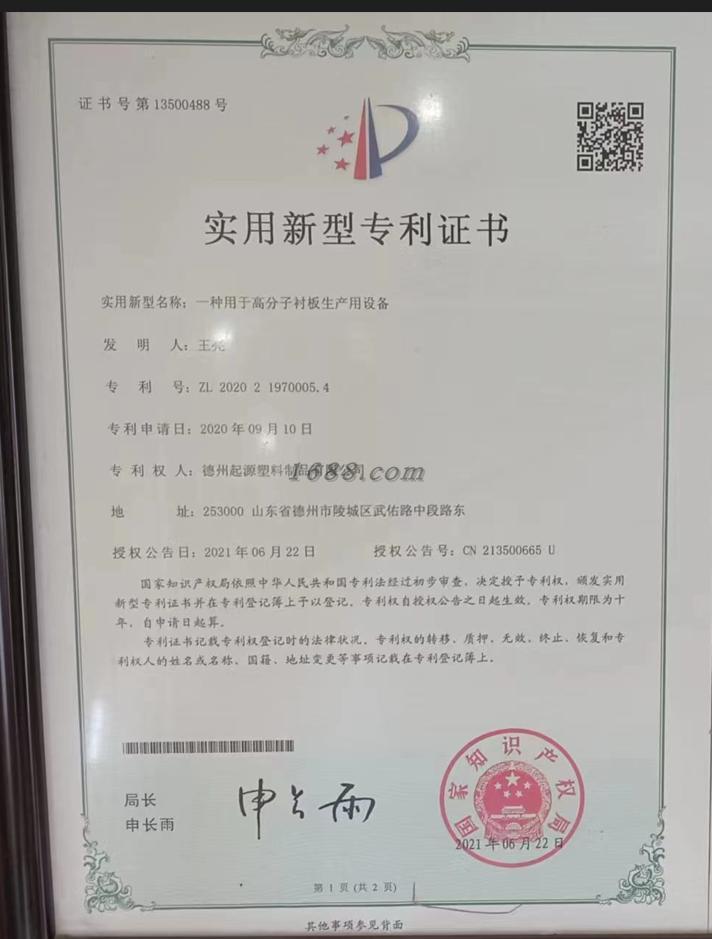 证书号第13500488号
实用新型专利证书
实用新型名称：一种用于高分子衬板生产用设备
发明人：王
专利号：ZL 2020 2 1970005.4
专利申请日：2020年09月10日
专利权人：德州起源塑料制品有限公司
1688.com
地址：253000 山东省德州市陵城区武佑路中段路东
授权公告日：2021年06月22日 授权公告号：CN 213500665 U
国家知识产权局依照中华人民共和国专利法经过初步审查，决定授予专利权，颁发实用
新型专利证书并在专利登记簿上予以登记。专利权自授权公告之日起生效。专利权期限为十
年，自申请日起算。
专利证书记载专利权登记时的法律状况。专利权的转移、质押、无效、终止、恢复和专
利权人的姓名或名称、国籍、地址变更等事项记载在专利登记簿上。
局长
申长雨
申长雨
国家知识产权局
2021年06月22日
第 1 页 (共 2 页)
其他事项参见背面